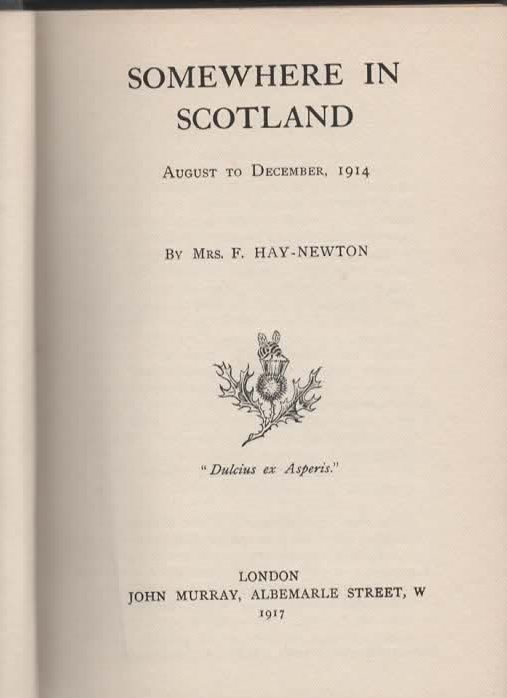 SOMEWHERE IN
SCOTLAND
August to December, 1914
By Mrs. F. HAY-NEWTON
"Dulcius ex Asperis."
LONDON
JOHN MURRAY, ALBEMARLE STREET, W
1917